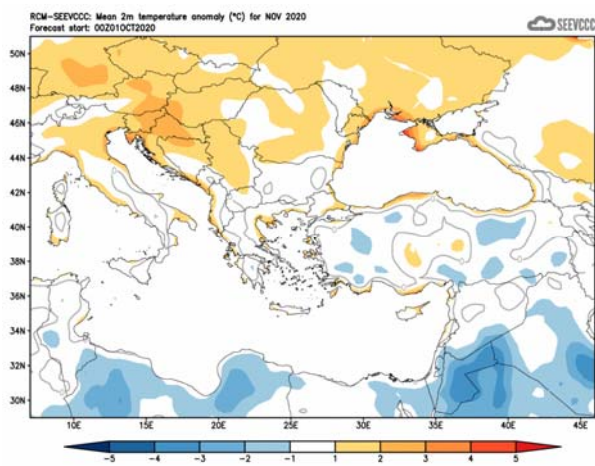 RCM-SEEVCCC: Mean 2m temperature anomaly (°C) for NOV 2020
Forecast start: 00Z01OCT2020
SEEVCCC
50N
48N
46N
44N
42N
40N
38N
36N
34N
32N
30N
10E 15E 20E 25E 30E 35E 40E 45E
-5 -4 -3 -2 -1 1 2 3 4 5